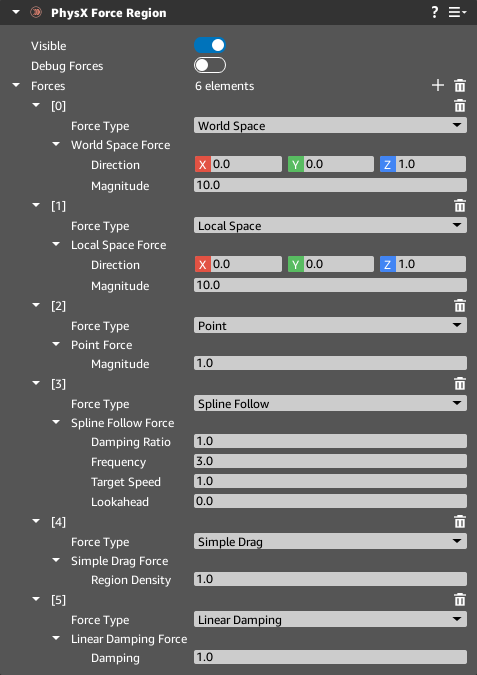 PhysX Force Region ?
Visible
Debug Forces
Forces 6 elements
[0]
Force Type World Space
World Space Force
Direction X 0.0 Y 0.0 Z 1.0
Magnitude 10.0
[1]
Force Type Local Space
Local Space Force
Direction X 0.0 Y 0.0 Z 1.0
Magnitude 10.0
[2]
Force Type Point
Point Force
Magnitude 1.0
[3]
Force Type Spline Follow
Spline Follow Force
Damping Ratio 1.0
Frequency 3.0
Target Speed 1.0
Lookahead 0.0
[4]
Force Type Simple Drag
Simple Drag Force
Region Density 1.0
[5]
Force Type Linear Damping
Linear Damping Force
Damping 1.0